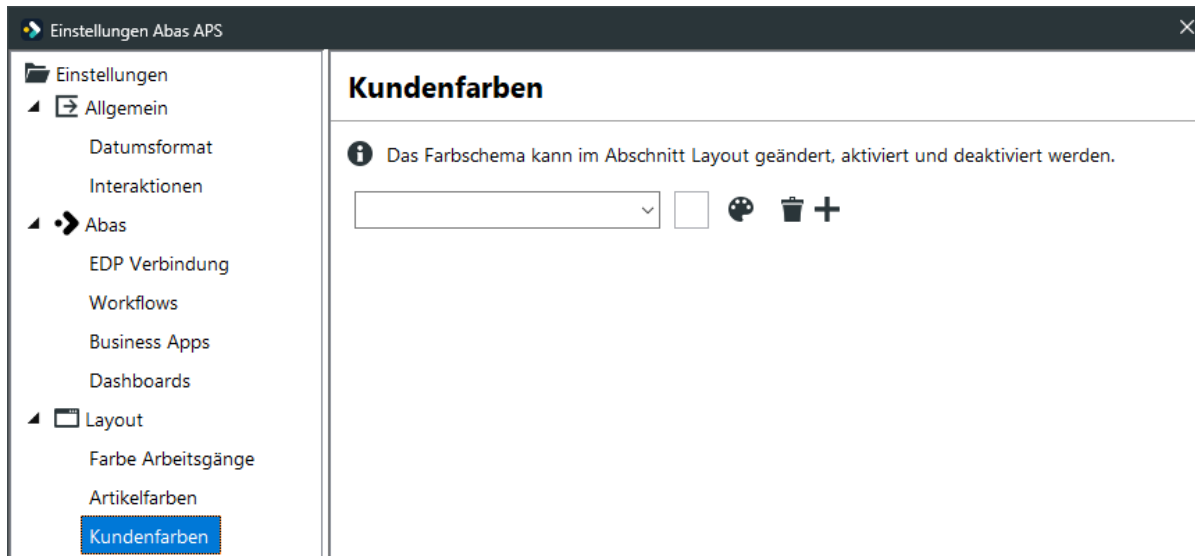 Einstellungen Abas APS
Einstellungen
Allgemein
Datumsformat
Interaktionen
Abas
EDP Verbindung
Workflows
Business Apps
Dashboards
Layout
Farbe Arbeitsgänge
Artikelfarben
Kundenfarben
Kundenfarben
Das Farbschema kann im Abschnitt Layout geändert, aktiviert und deaktiviert werden.